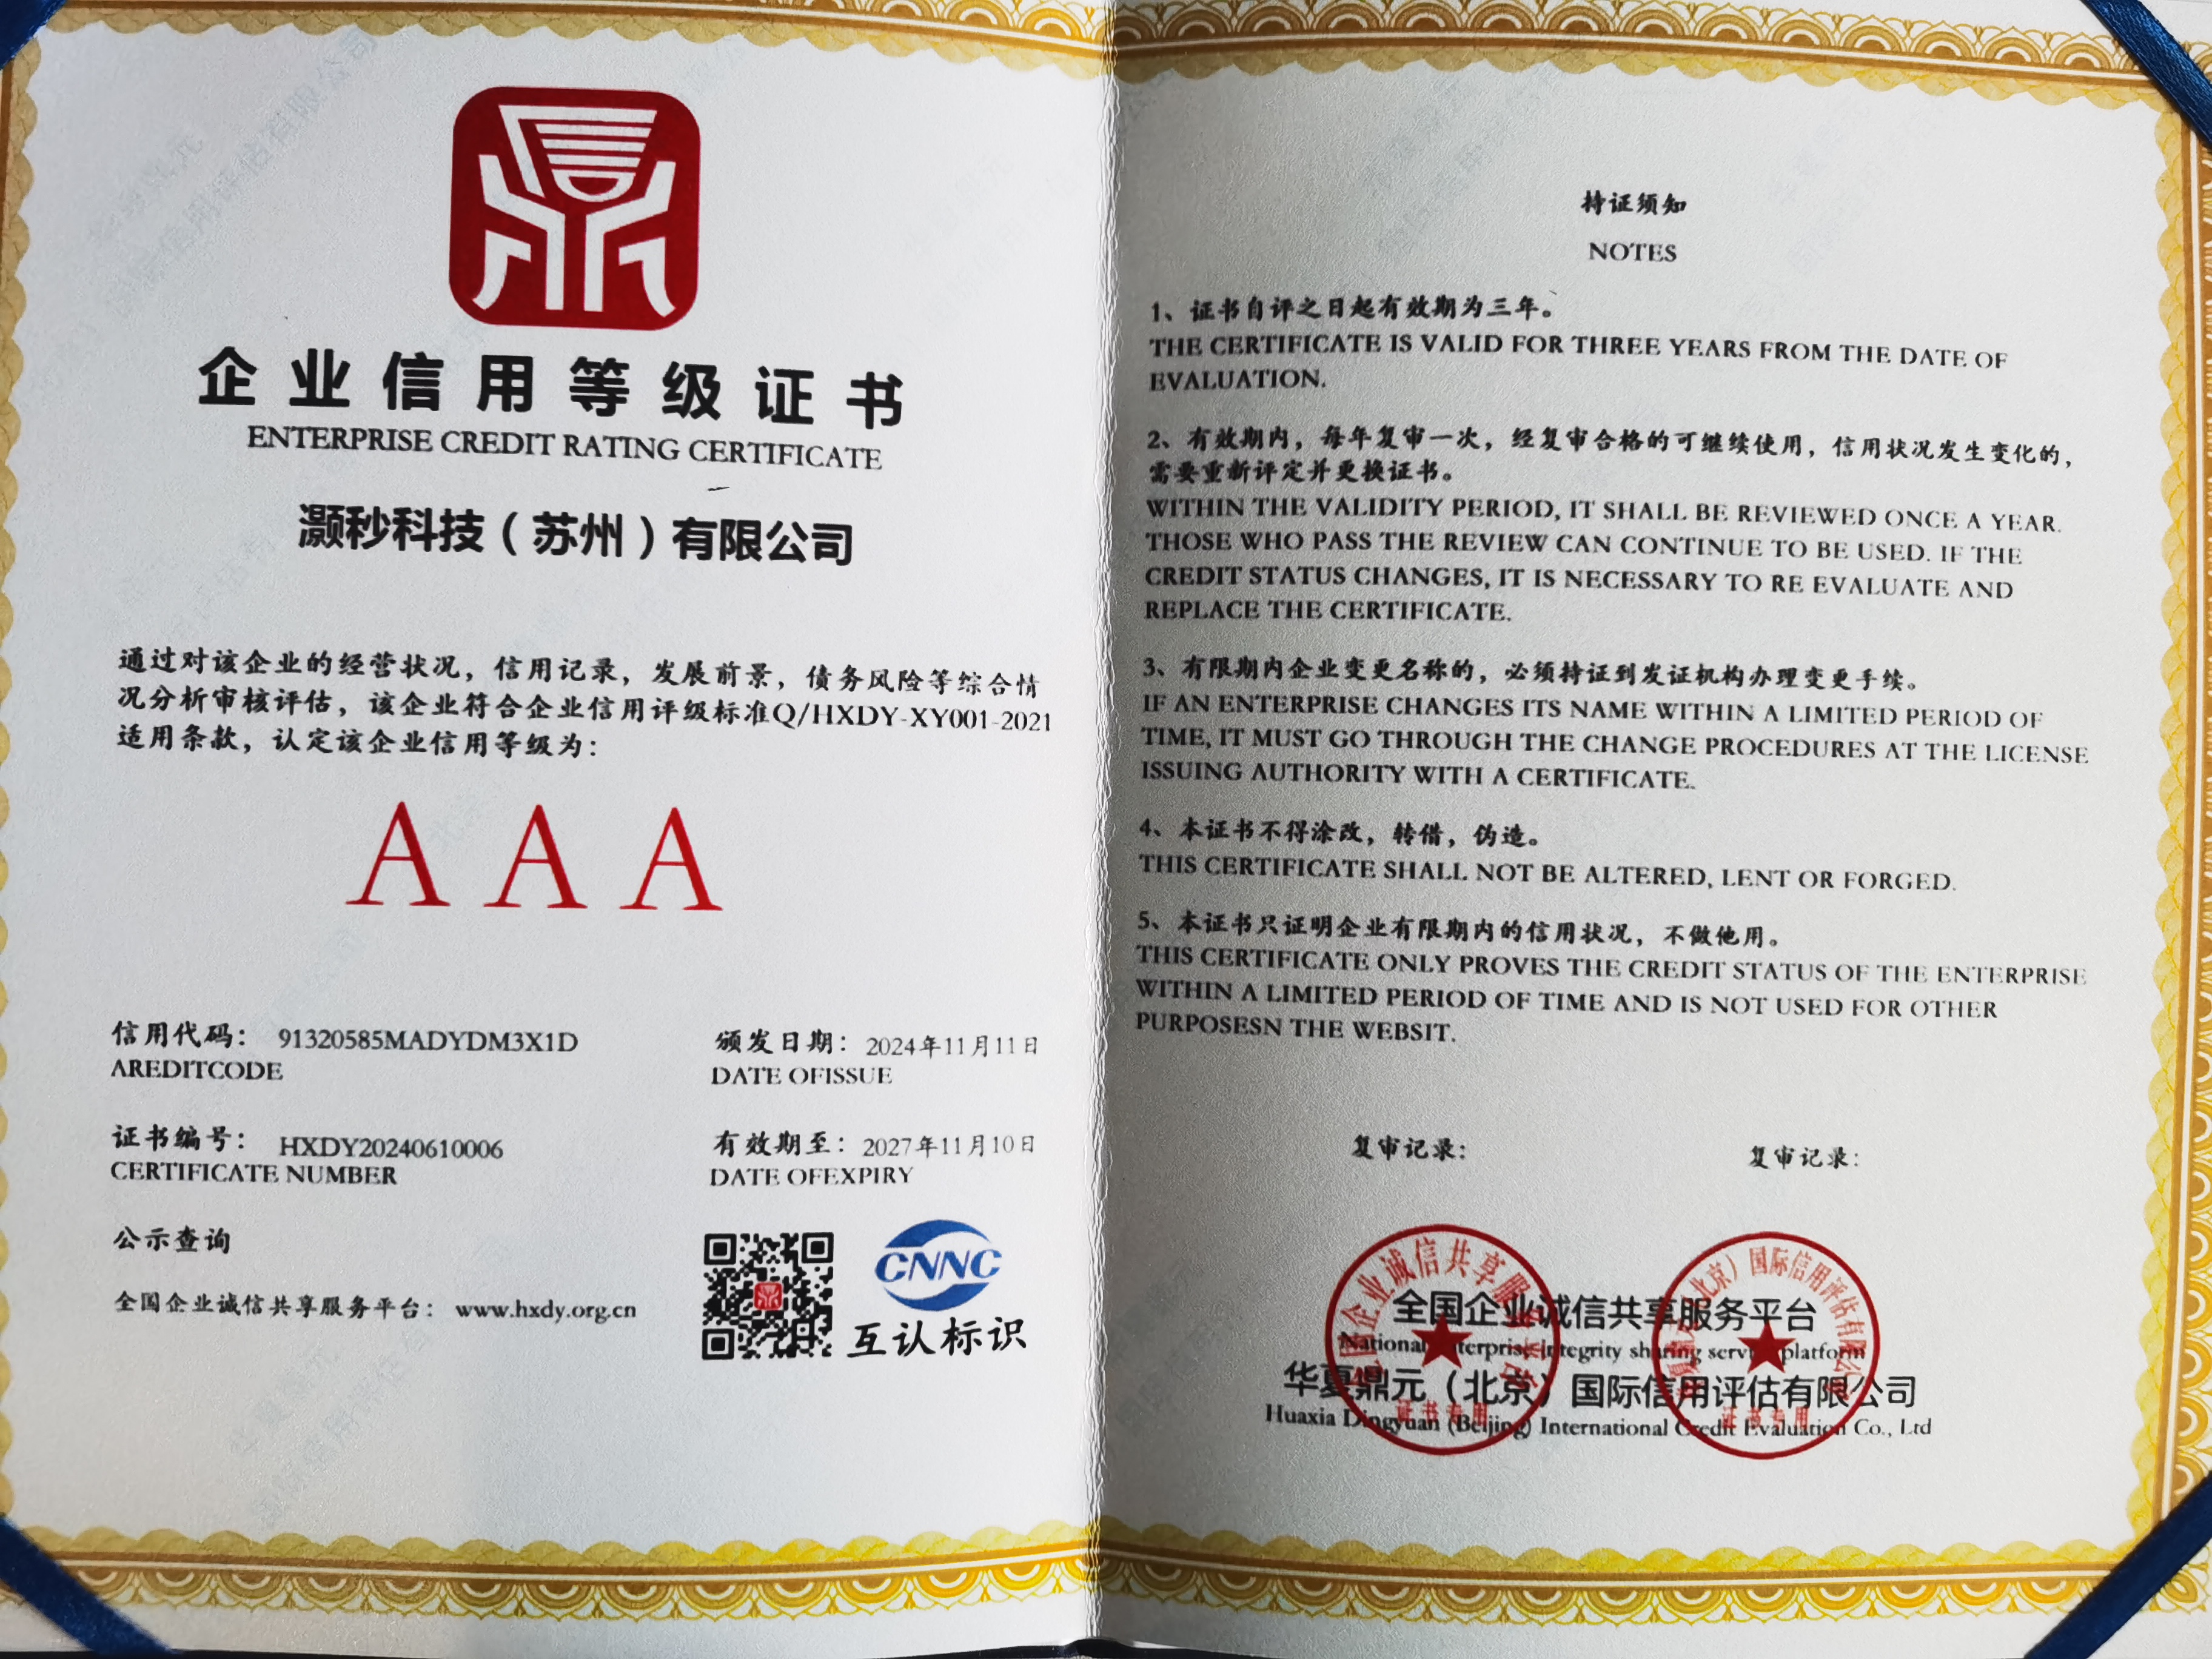 企业信用等级证书
ENTERPRISE CREDIT RATING CERTIFICATE
灏秒科技（苏州）有限公司
通过对该企业的经营状况，信用记录，发展前景，债务风险等综合情
况分析审核评估，该企业符合企业信用评级标准Q/HXDY-XY001-2021
适用条款，认定该企业信用等级为：
AAA
信用代码： 91320585MADYDM3X1D
AREDITCODE
颁发日期：2024年11月11日
DATE OFISSUE
证书编号： HXDY20240610006
CERTIFICATE NUMBER
有效期至：2027年11月10日
DATE OFEXPIRY
公示查询
全国企业诚信共享服务平台： www.hxdy.org.cn
CNNC
互认标识
持证须知
NOTES
1、证书自评之日起有效期为三年。
THE CERTIFICATE IS VALID FOR THREE YEARS FROM THE DATE OF
EVALUATION.
2、有效期内，每年复审一次，经复审合格的可继续使用，信用状况发生变化的，
需要重新评定并更换证书。
WITHIN THE VALIDITY PERIOD, IT SHALL BE REVIEWED ONCE A YEAR.
THOSE WHO PASS THE REVIEW CAN CONTINUE TO BE USED. IF THE
CREDIT STATUS CHANGES, IT IS NECESSARY TO RE EVALUATE AND
REPLACE THE CERTIFICATE.
3、有限期内企业变更名称的，必须持证到发证机构办理变更手续。
IF AN ENTERPRISE CHANGES ITS NAME WITHIN A LIMITED PERIOD OF
TIME, IT MUST GO THROUGH THE CHANGE PROCEDURES AT THE LICENSE
ISSUING AUTHORITY WITH A CERTIFICATE.
4、本证书不得涂改，转借，伪造。
THIS CERTIFICATE SHALL NOT BE ALTERED, LENT OR FORGED.
5、本证书只证明企业有限期内的信用状况，不做他用。
THIS CERTIFICATE ONLY PROVES THE CREDIT STATUS OF THE ENTERPRISE
WITHIN A LIMITED PERIOD OF TIME AND IS NOT USED FOR OTHER
PURPOSESN THE WEBSIT.
复审记录：
复审记录：
全国企业诚信共享服务平台
National Enterprise Integrity sharing service platform
华夏鼎元（北京）国际信用评估有限公司
Huaxia Dingyuan (Beijing) International Credit Evaluation Co., Ltd
证书专用
证书专用